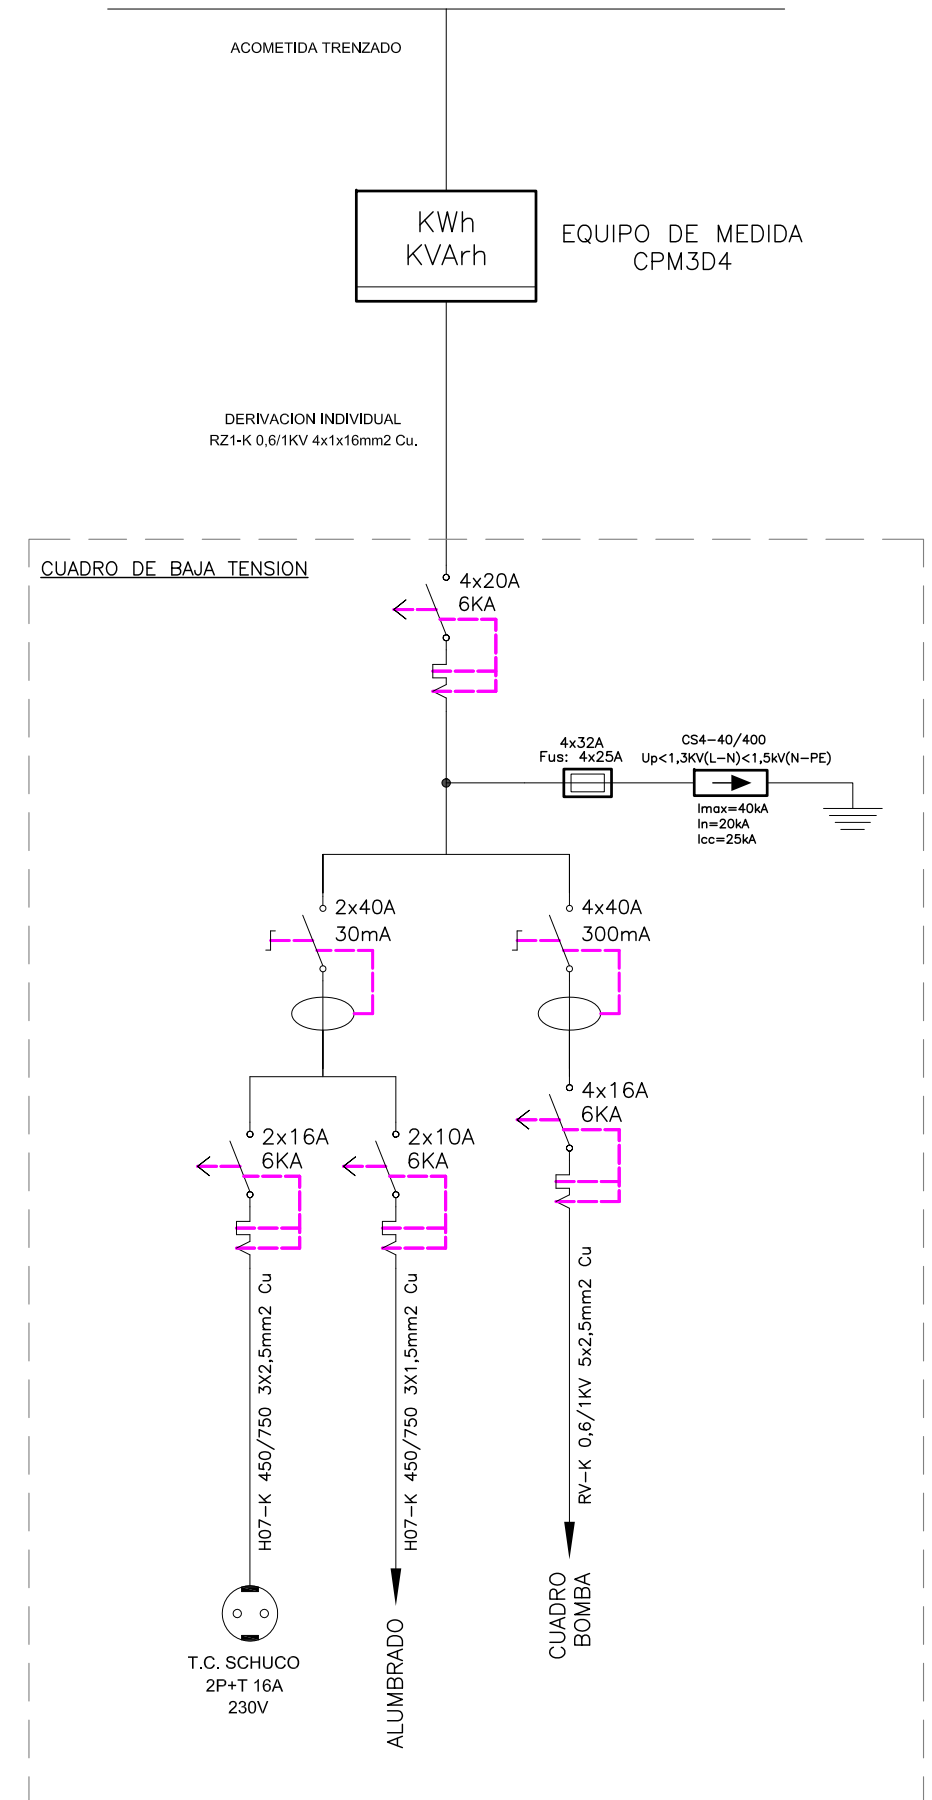 ACOMETIDA TRENZADO
KWh
KVArh
EQUIPO DE MEDIDA
CPM3D4
DERIVACION INDIVIDUAL
RZ1-K 0,6/1KV 4x1x16mm2 Cu.
CUADRO DE BAJA TENSION
4x20A
6KA
4x32A
Fus: 4x25A
CS4-40/400
Up<1,3KV(L-N)<1,5kV(N-PE)
Imax=40kA
In=20kA
Icc=25kA
2x40A
30mA
4x40A
300mA
4x16A
6KA
2x16A
6KA
2x10A
6KA
H07-K 450/750 3X2,5mm2 Cu
H07-K 450/750 3X1,5mm2 Cu
RV-K 0,6/1KV 5x2,5mm2 Cu
T.C. SCHUCO
2P+T 16A
230V
ALUMBRADO
CUADRO
BOMBA